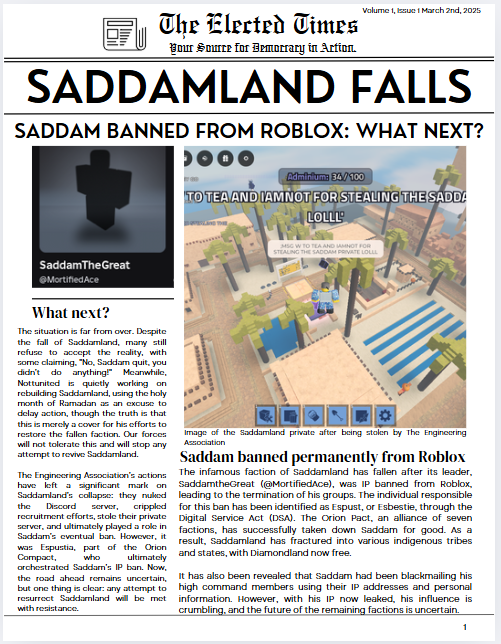 Volume 1, Issue 1 March 2nd, 2025
The Elected Times
Your Source for Democracy in Action.
SADDAMLAND FALLS
SADDAM BANNED FROM ROBLOX: WHAT NEXT?
SaddamTheGreat
@MortifiedAce
Adminium: 34/100
TO TEA AND IAMNOT FOR STEALING THE SADDA
LOLLL'
:MSG W TO TEA AND IAMNOT FOR
STEALING THE SADDAM PRIVATE LOLLL
Image of the Saddamland private after being stolen by The Engineering
Association
What next?
The situation is far from over. Despite
the fall of Saddamland, many still
refuse to accept the reality, with
some claiming, "No, Saddam quit, you
didn't do anything!" Meanwhile,
Nottunited is quietly working on
rebuilding Saddamland, using the holy
month of Ramadan as an excuse to
delay action, though the truth is that
this is merely a cover for his efforts to
restore the fallen faction. Our forces
will not tolerate this and will stop any
attempt to revive Saddamland.
The Engineering Association's actions
have left a significant mark on
Saddamland's collapse: they nuked
the Discord server, crippled
recruitment efforts, stole their private
server, and ultimately played a role in
Saddam's eventual ban. However, it
was Espustia, part of the Orion
Compact, who ultimately
orchestrated Saddam's IP ban. Now,
the road ahead remains uncertain,
but one thing is clear: any attempt to
resurrect Saddamland will be met
with resistance.
Saddam banned permanently from Roblox
The infamous faction of Saddamland has fallen after its leader,
SaddamtheGreat (@MortifiedAce), was IP banned from Roblox,
leading to the termination of his groups. The individual responsible
for this ban has been identified as Espust, or Esbestie, through the
Digital Service Act (DSA). The Orion Pact, an alliance of seven
factions, has successfully taken down Saddam for good. As a
result, Saddamland has fractured into various indigenous tribes
and states, with Diamondland now free.
It has also been revealed that Saddam had been blackmailing his
high command members using their IP addresses and personal
information. However, with his IP now leaked, his influence is
crumbling, and the future of the remaining factions is uncertain.
1